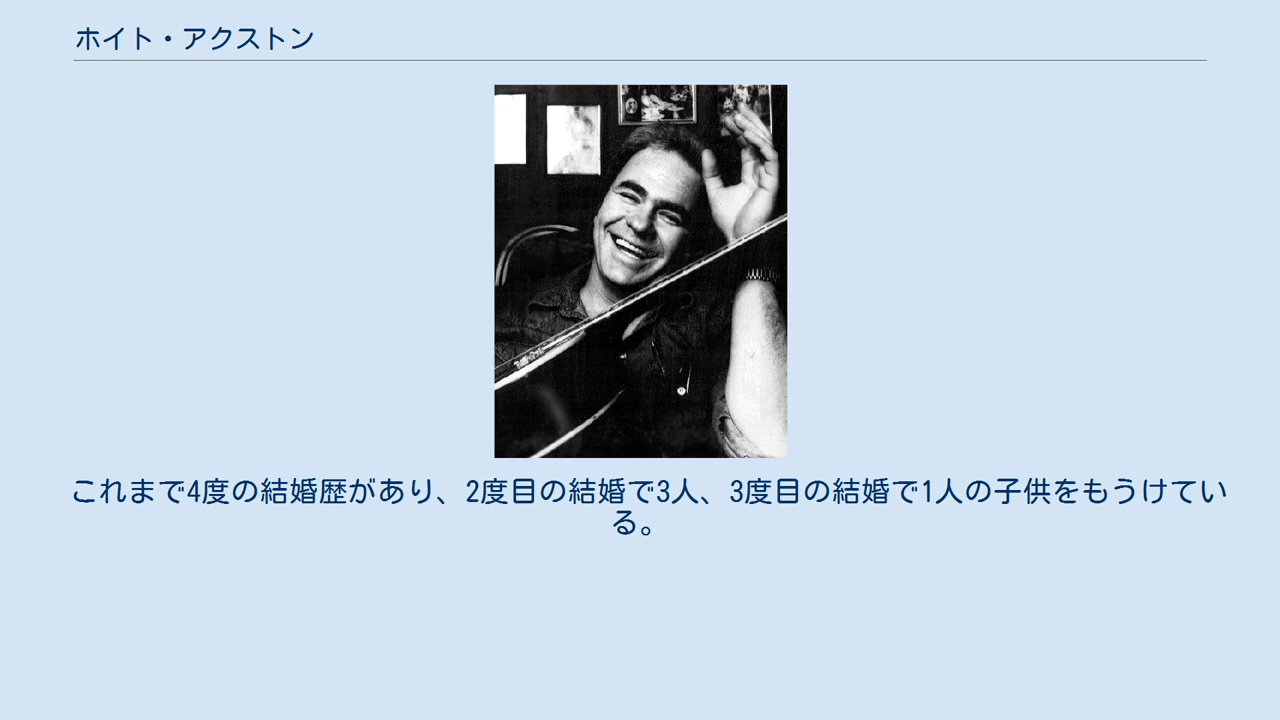 ホイト・アクストン
これまで4度の結婚歴があり、2度目の結婚で3人、3度目の結婚で1人の子供をもうけてい
る。